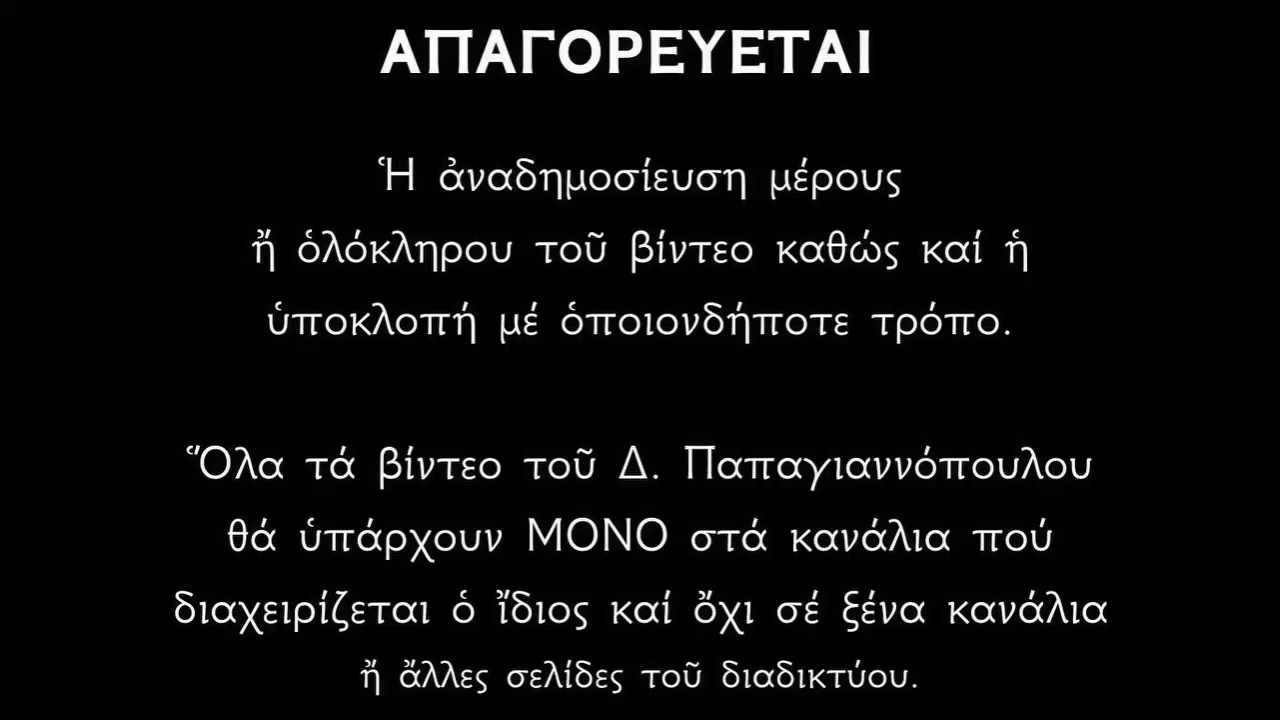 ΑΠΑΓΟΡΕΥΕΤΑΙ
Ἡ ἀναδημοσίευση μέρους
ἤ ὁλόκληρου τοῦ βίντεο καθώς καί ἡ
ὑποκλοπή μέ ὁποιονδήποτε τρόπο.
Ὅλα τά βίντεο τοῦ Δ. Παπαγιαννόπουλου
θά ὑπάρχουν ΜΟΝΟ στά κανάλια πού
διαχειρίζεται ὁ ἴδιος καί ὄχι σέ ξένα κανάλια
ἤ ἄλλες σελίδες τοῦ διαδικτύου.